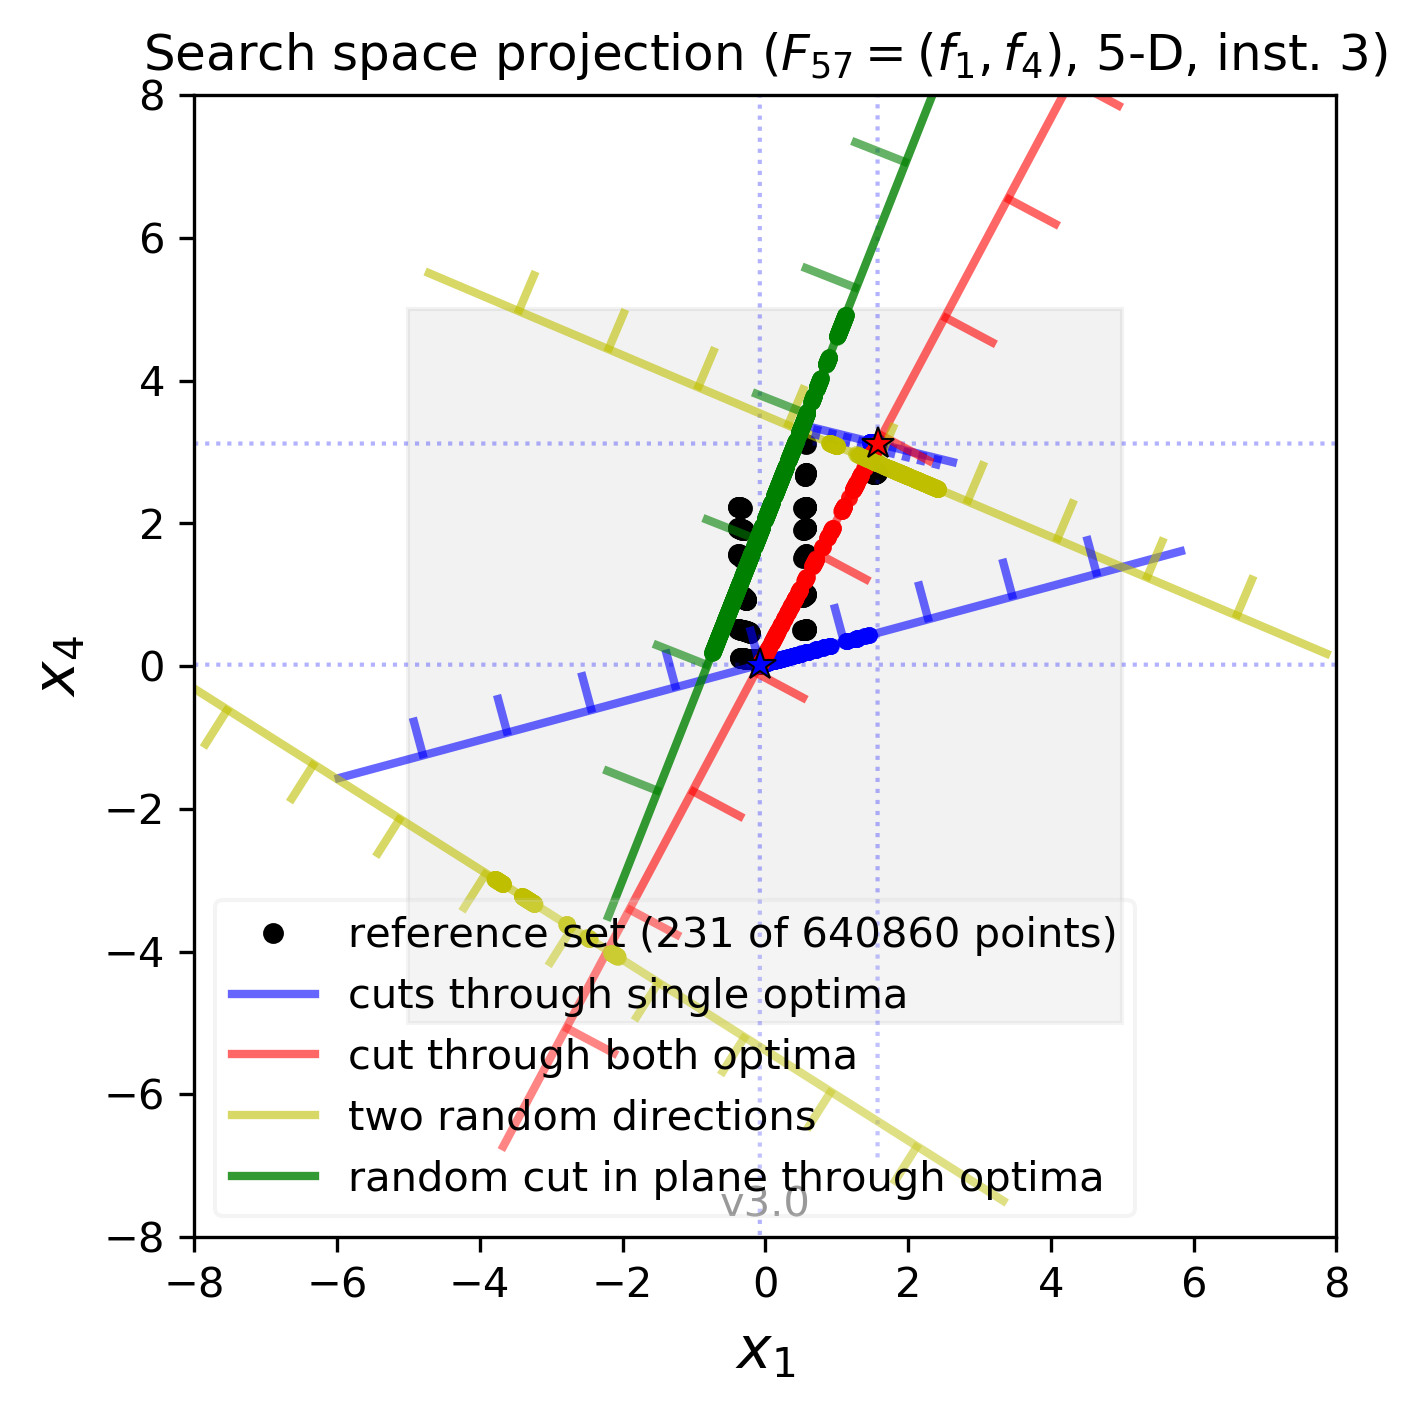 Search space projection (F57 = (f1, f4), 5-D, inst. 3)
8
6
4
2
0
−2
−4
−6
−8
x4
reference set (231 of 640860 points)
cuts through single optima
cut through both optima
two random directions
random cut in plane through optima
v3.0
−8 −6 −4 −2 0 2 4 6 8
x1